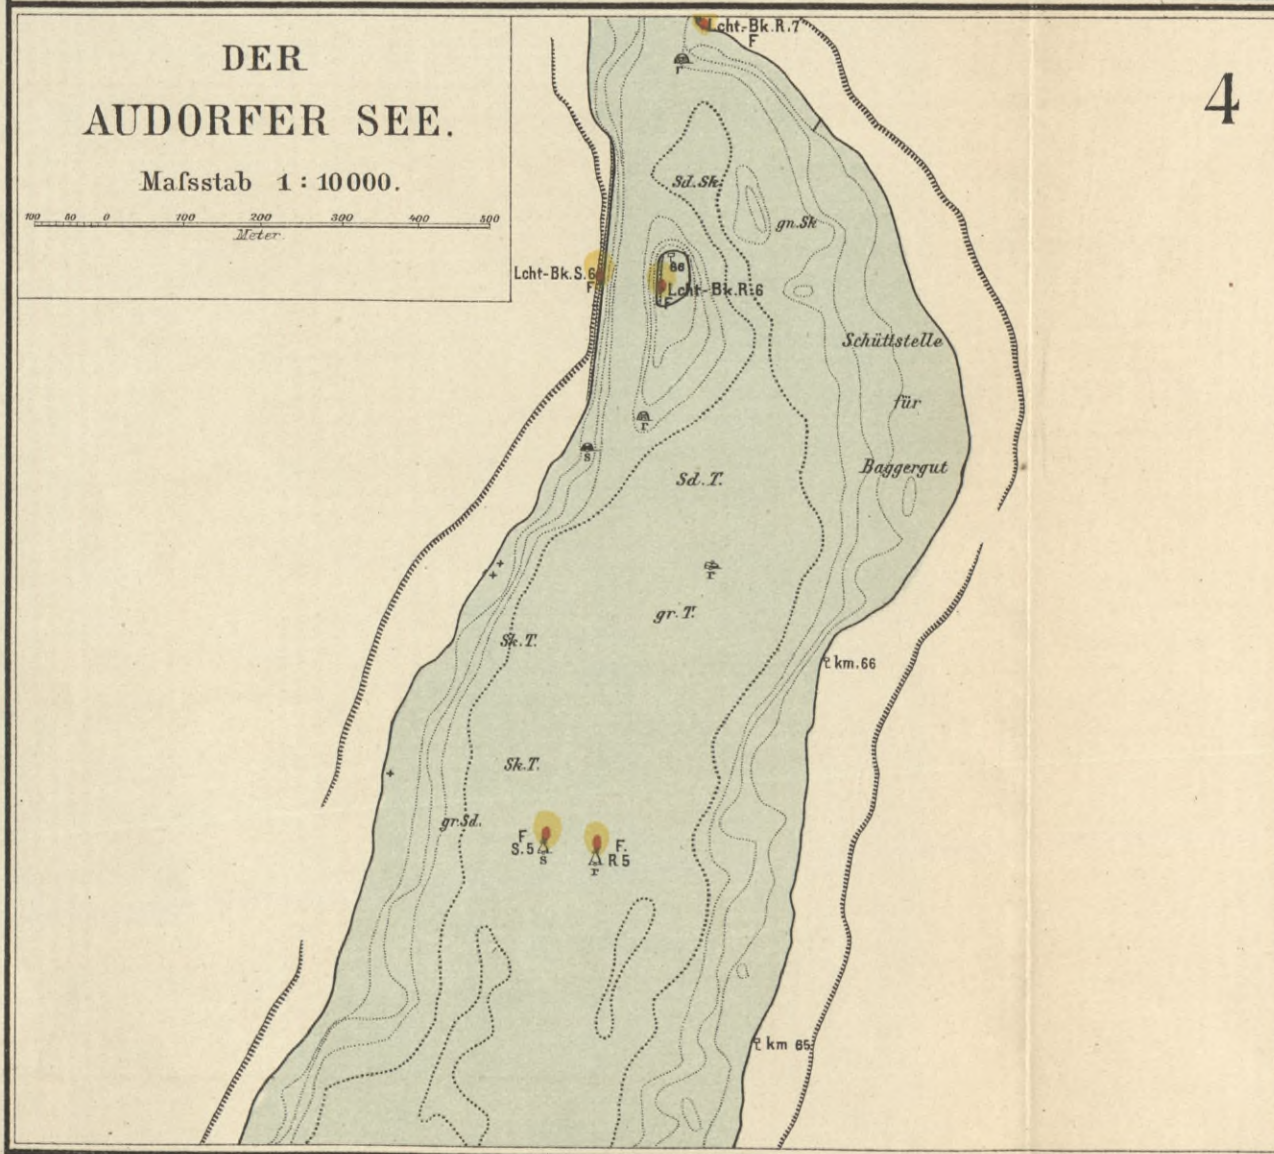 DER
AUDORFER SEE.
Maſsstab 1 : 10000.
100 50 0 100 200 300 400 500
Meter.
4
Lcht.-Bk.R.7
F
r
Sd.Sk.
gn.Sk
Lcht-Bk.S.6
F
66
Lcht-Bk.R.6
F
Schüttstelle
für
Baggergut
r
s
Sd.T.
r
gr.T.
Sk.T.
km.66
Sk.T.
gr.Sd.
F
S.5
s
F.
R5
r
km 65